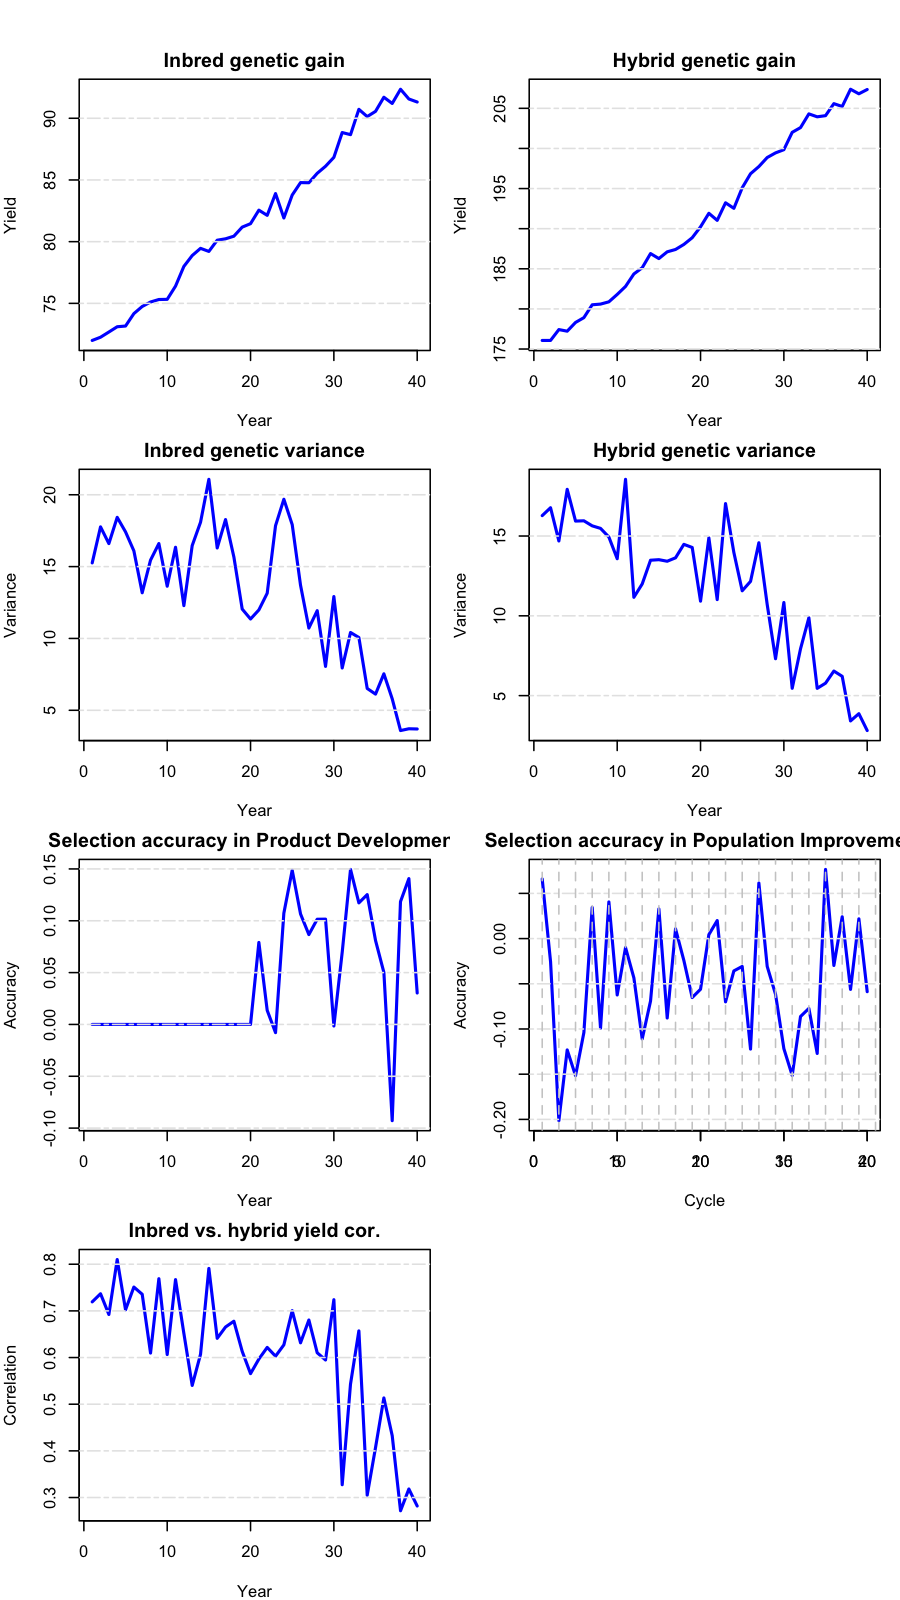 Inbred genetic gain
Yield
90
85
80
75
0 10 20 30 40
Year
Hybrid genetic gain
Yield
205
195
185
175
0 10 20 30 40
Year
Inbred genetic variance
Variance
20
15
10
5
0 10 20 30 40
Year
Hybrid genetic variance
Variance
15
10
5
0 10 20 30 40
Year
Selection accuracy in Product Developmer
Accuracy
0.15
0.10
0.05
0.00
-0.05
-0.10
0 10 20 30 40
Year
Selection accuracy in Population Improveme
Accuracy
0.00
-0.10
-0.20
Cycle
Inbred vs. hybrid yield cor.
Correlation
0.8
0.7
0.6
0.5
0.4
0.3
0 10 20 30 40
Year